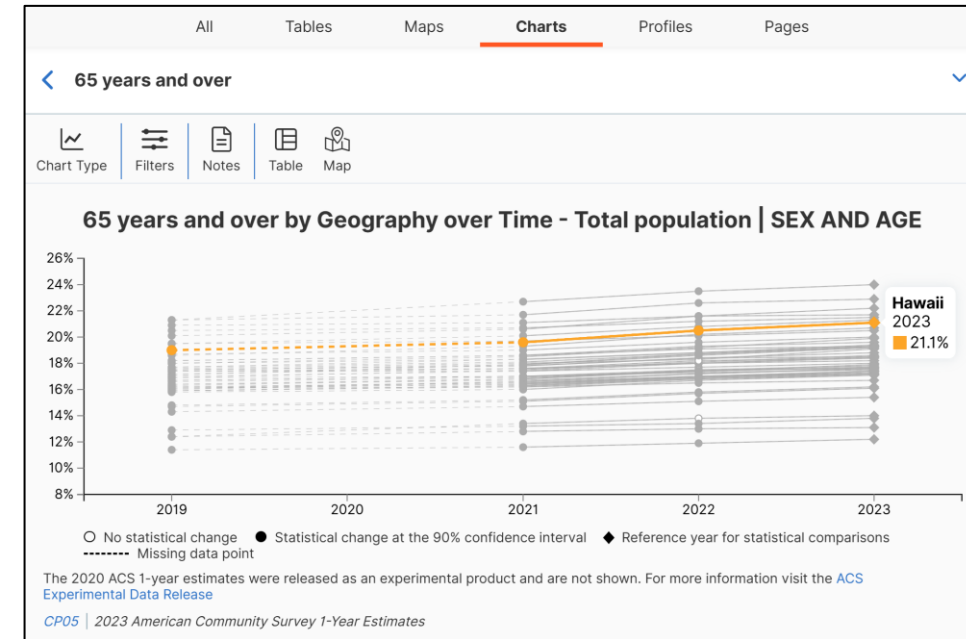 All Tables Maps Charts Profiles Pages
65 years and over
Chart Type Filters Notes Table Map
65 years and over by Geography over Time - Total population | SEX AND AGE
26%
24%
22%
20%
18%
16%
14%
12%
10%
8%
Hawaii
2023
21.1%
2019 2020 2021 2022 2023
No statistical change Statistical change at the 90% confidence interval Reference year for statistical comparisons
Missing data point
The 2020 ACS 1-year estimates were released as an experimental product and are not shown. For more information visit the ACS
Experimental Data Release
CP05 | 2023 American Community Survey 1-Year Estimates